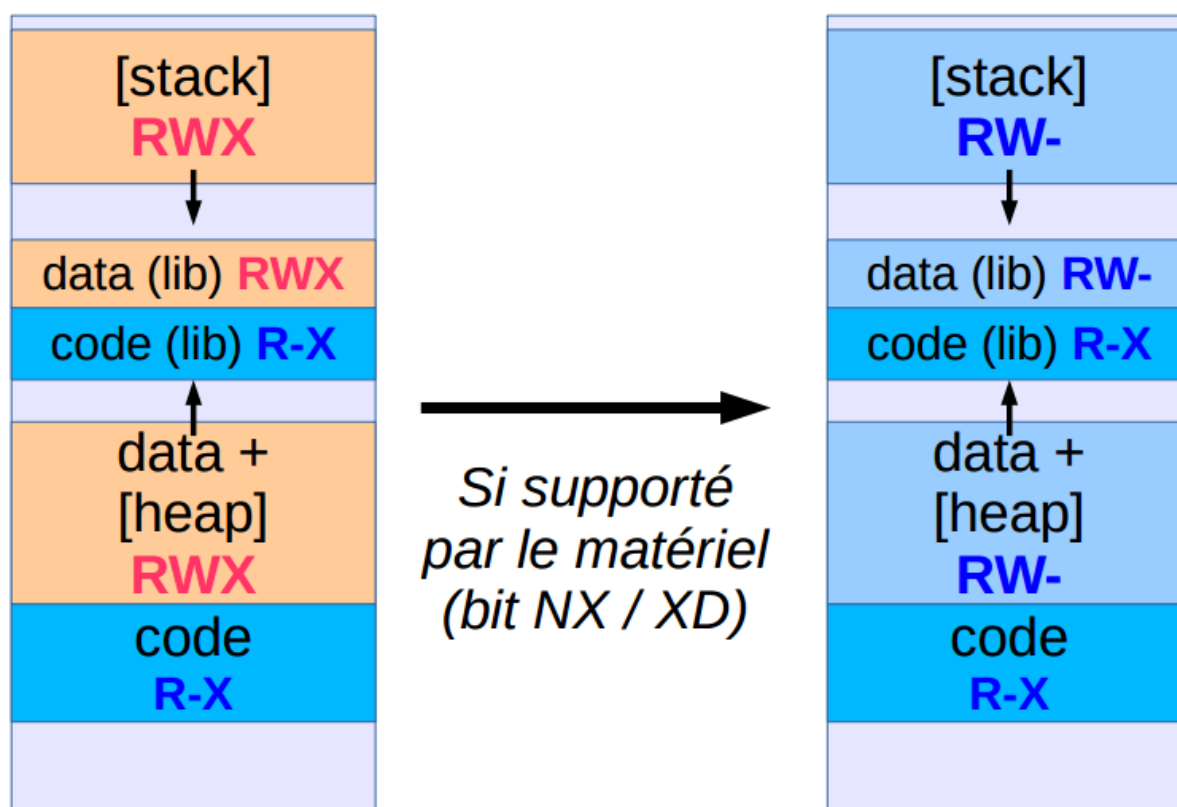 [stack]
RWX
data (lib) RWX
code (lib) R-X
data +
[heap]
RWX
code
R-X
Si supporté
par le matériel
(bit NX / XD)
[stack]
RW-
data (lib) RW-
code (lib) R-X
data +
[heap]
RW-
code
R-X